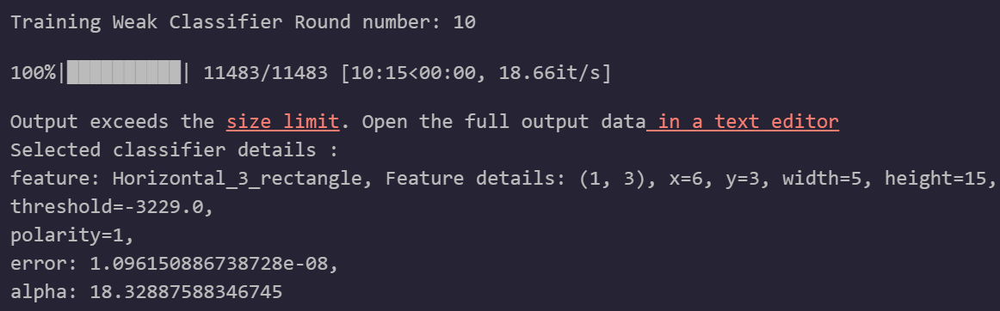 Training Weak Classifier Round number: 10
100%|██████████| 11483/11483 [10:15<00:00, 18.66it/s]
Output exceeds the size limit. Open the full output data in a text editor
Selected classifier details :
feature: Horizontal_3_rectangle, Feature details: (1, 3), x=6, y=3, width=5, height=15,
threshold=-3229.0,
polarity=1,
error: 1.096150886738728e-08,
alpha: 18.32887588346745